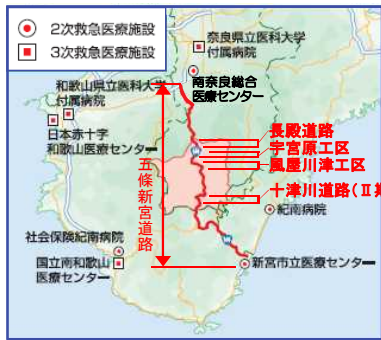 2次救急医療施設
3次救急医療施設
奈良県立医科大学
付属病院
南奈良総合
医療センター
和歌山県立医科大学
付属病院
日本赤十字
和歌山医療センター
長殿道路
宇宮原工区
風屋川津工区
五條新宮道路
十津川道路(Ⅱ期
紀南病院
社会保険紀南病院
国立南和歌山
医療センター
新宮市立医療センター